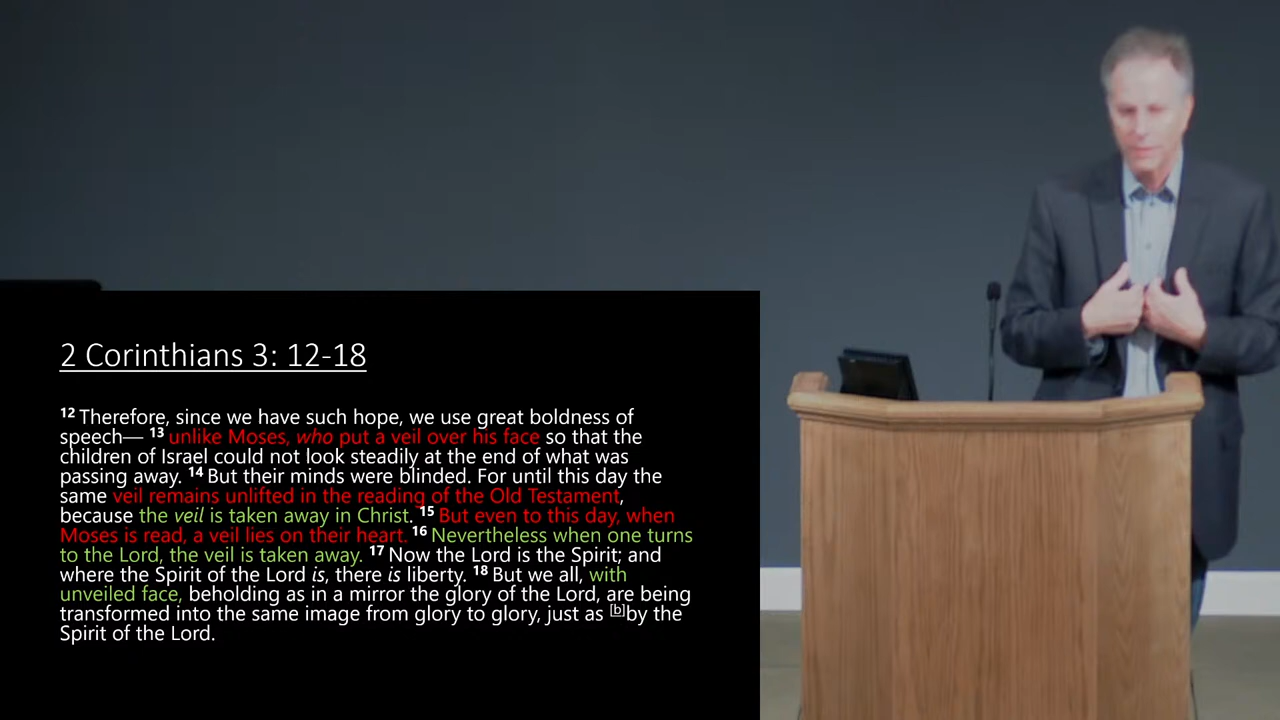 2 Corinthians 3: 12-18
12 Therefore, since we have such hope, we use great boldness of
speech— 13 unlike Moses, who put a veil over his face so that the
children of Israel could not look steadily at the end of what was
passing away. 14 But their minds were blinded. For until this day the
same veil remains unlifted in the reading of the Old Testament,
because the veil is taken away in Christ. 15 But even to this day, when
Moses is read, a veil lies on their heart. 16 Nevertheless when one turns
to the Lord, the veil is taken away. 17 Now the Lord is the Spirit; and
where the Spirit of the Lord is, there is liberty. 18 But we all, with
unveiled face, beholding as in a mirror the glory of the Lord, are being
transformed into the same image from glory to glory, just as [b]by the
Spirit of the Lord.